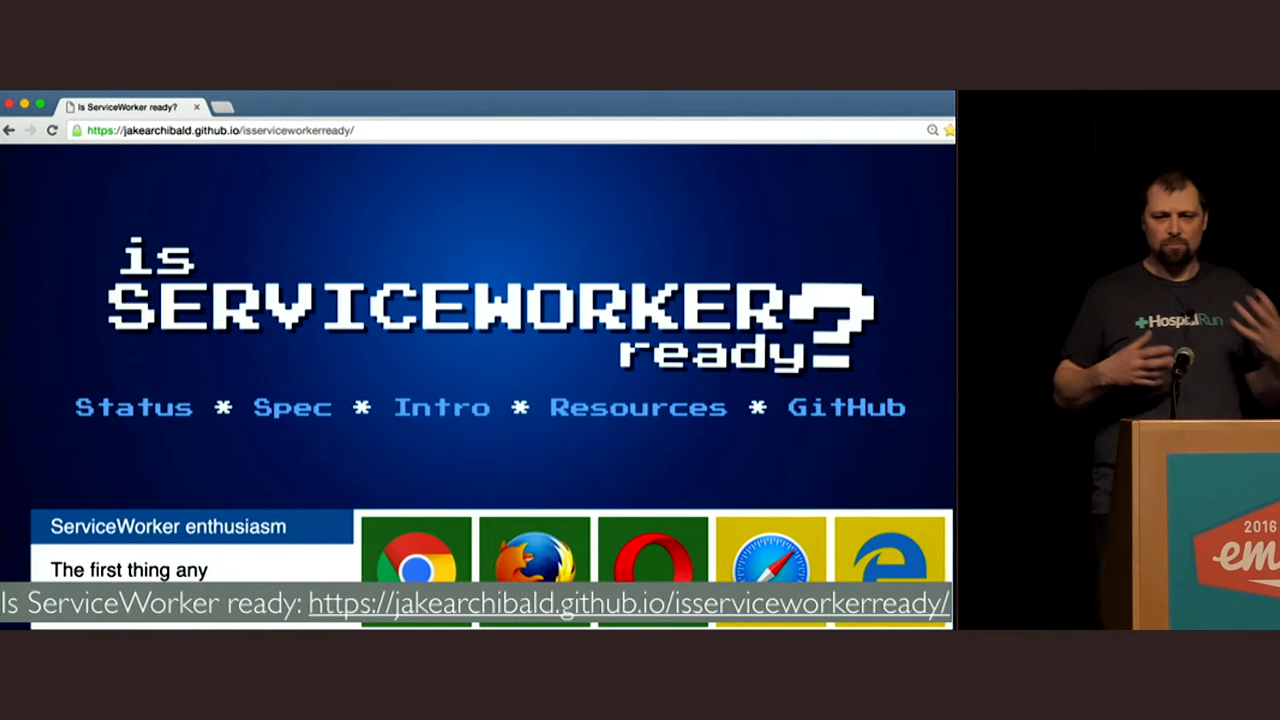 Is ServiceWorker ready?
https://jakearchibald.github.io/isserviceworkerready/
is
SERVICEWORKER?
ready
Status * Spec * Intro * Resources * GitHub
ServiceWorker enthusiasm
The first thing any
Is ServiceWorker ready: https://jakearchibald.github.io/isserviceworkerready/
HospitalRun
2016
em